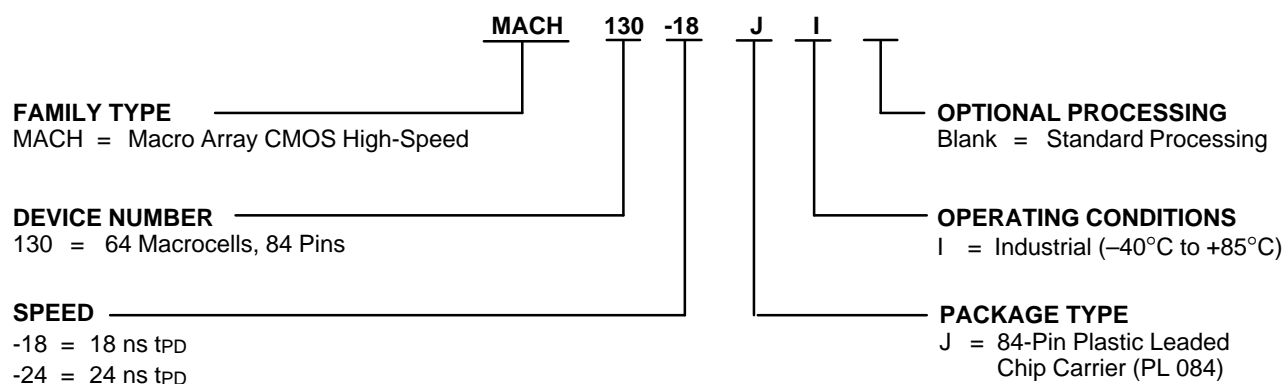 MACH 130 -18 J I
FAMILY TYPE
MACH = Macro Array CMOS High-Speed
DEVICE NUMBER
130 = 64 Macrocells, 84 Pins
SPEED
-18 = 18 ns tPD
-24 = 24 ns tPD
OPTIONAL PROCESSING
Blank = Standard Processing
OPERATING CONDITIONS
I = Industrial (–40°C to +85°C)
PACKAGE TYPE
J = 84-Pin Plastic Leaded
Chip Carrier (PL 084)